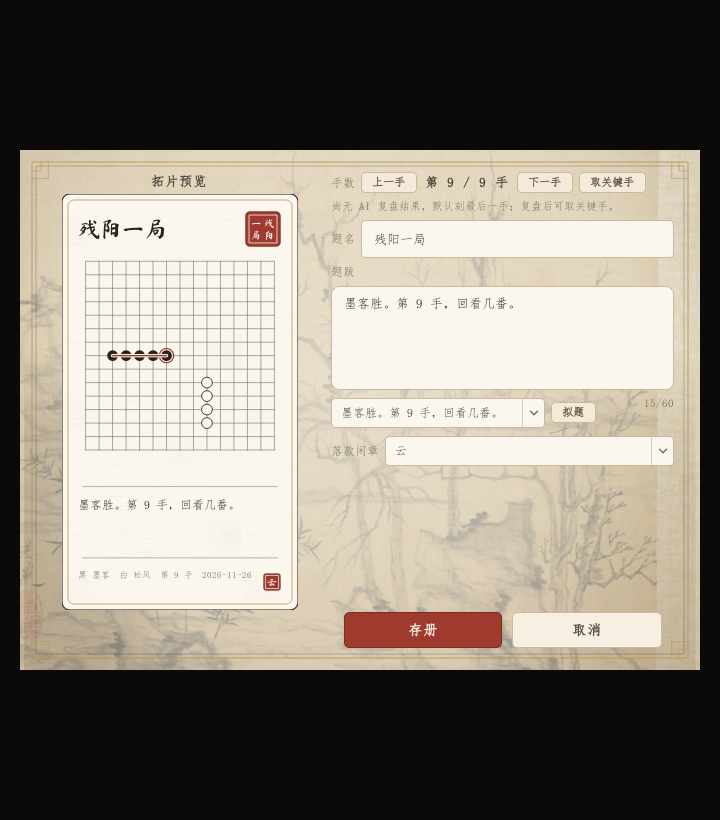 拓片预览
残阳一局
残阳
一局
墨客胜。第 9 手，回看几番。
黑 墨客 白 松风 第 9 手 2026-11-26
云
手数 上一手 第 9 / 9 手 下一手 取关键手
尚无 AI 复盘结果，默认刻最后一手；复盘后可取关键手。
题名 残阳一局
题跋
墨客胜。第 9 手，回看几番。
15/60
墨客胜。第 9 手，回看几番。 拟题
落款闲章 云
存册 取消